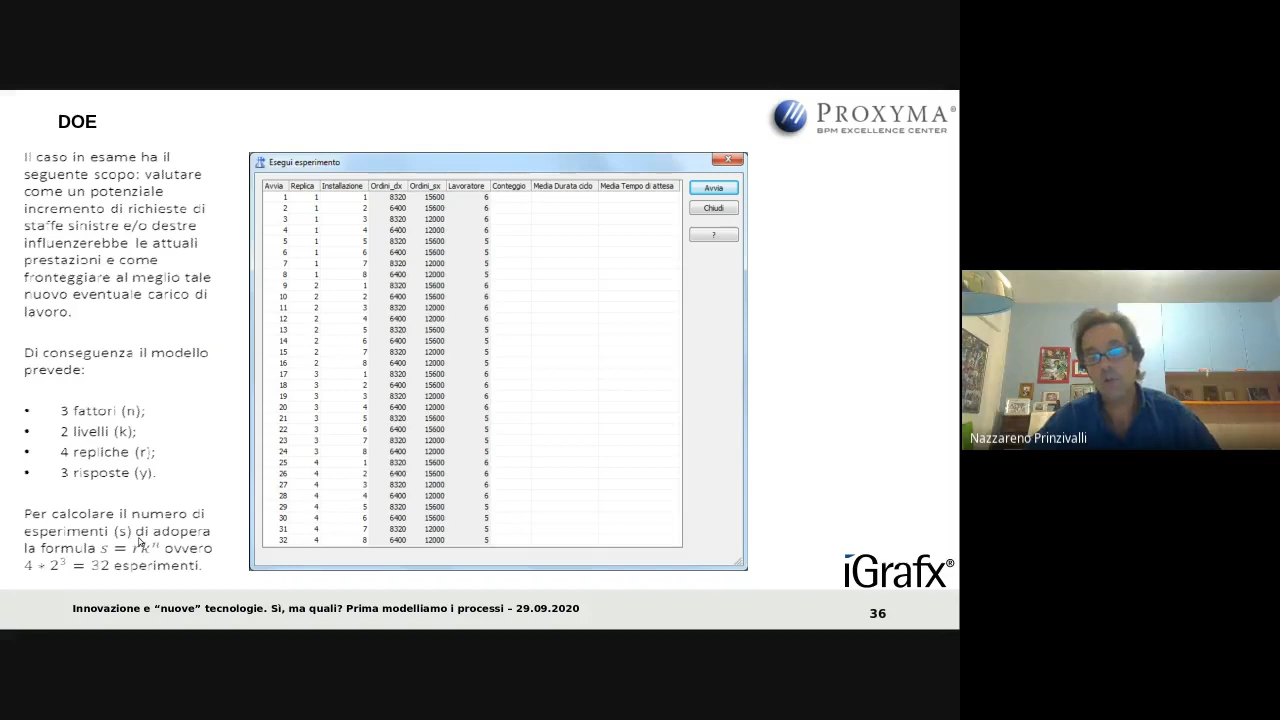 DOE
PROXYMA®
BPM EXCELLENCE CENTER
Il caso in esame ha il
seguente scopo: valutare
come un potenziale
incremento di richieste di
staffe sinistre e/o destre
influenzerebbe le attuali
prestazioni e come
fronteggiare al meglio tale
nuovo eventuale carico di
lavoro.
Di conseguenza il modello
prevede:
• 3 fattori (n);
• 2 livelli (k);
• 4 repliche (r);
• 3 risposte (y).
Per calcolare il numero di
esperimenti (s) di adopera
la formula s = rkⁿ ovvero
4 ∗ 2³ = 32 esperimenti.
Esegui esperimento
Avvia Replica Installazione Ordini_dx Ordini_sx Lavoratore Conteggio Media Durata ciclo Media Tempo di attesa
1 1 1 8320 15600 6
2 1 2 6400 15600 6
3 1 3 8320 12000 6
4 1 4 6400 12000 6
5 1 5 8320 15600 5
6 1 6 6400 15600 5
7 1 7 8320 12000 5
8 1 8 6400 12000 5
9 2 1 8320 15600 6
10 2 2 6400 15600 6
11 2 3 8320 12000 6
12 2 4 6400 12000 6
13 2 5 8320 15600 5
14 2 6 6400 15600 5
15 2 7 8320 12000 5
16 2 8 6400 12000 5
17 3 1 8320 15600 6
18 3 2 6400 15600 6
19 3 3 8320 12000 6
20 3 4 6400 12000 6
21 3 5 8320 15600 5
22 3 6 6400 15600 5
23 3 7 8320 12000 5
24 3 8 6400 12000 5
25 4 1 8320 15600 6
26 4 2 6400 15600 6
27 4 3 8320 12000 6
28 4 4 6400 12000 6
29 4 5 8320 15600 5
30 4 6 6400 15600 5
31 4 7 8320 12000 5
32 4 8 6400 12000 5
Avvia
Chiudi
?
iGrafx®
Innovazione e “nuove” tecnologie. Sì, ma quali? Prima modelliamo i processi – 29.09.2020
36
Nazzareno Prinzivalli